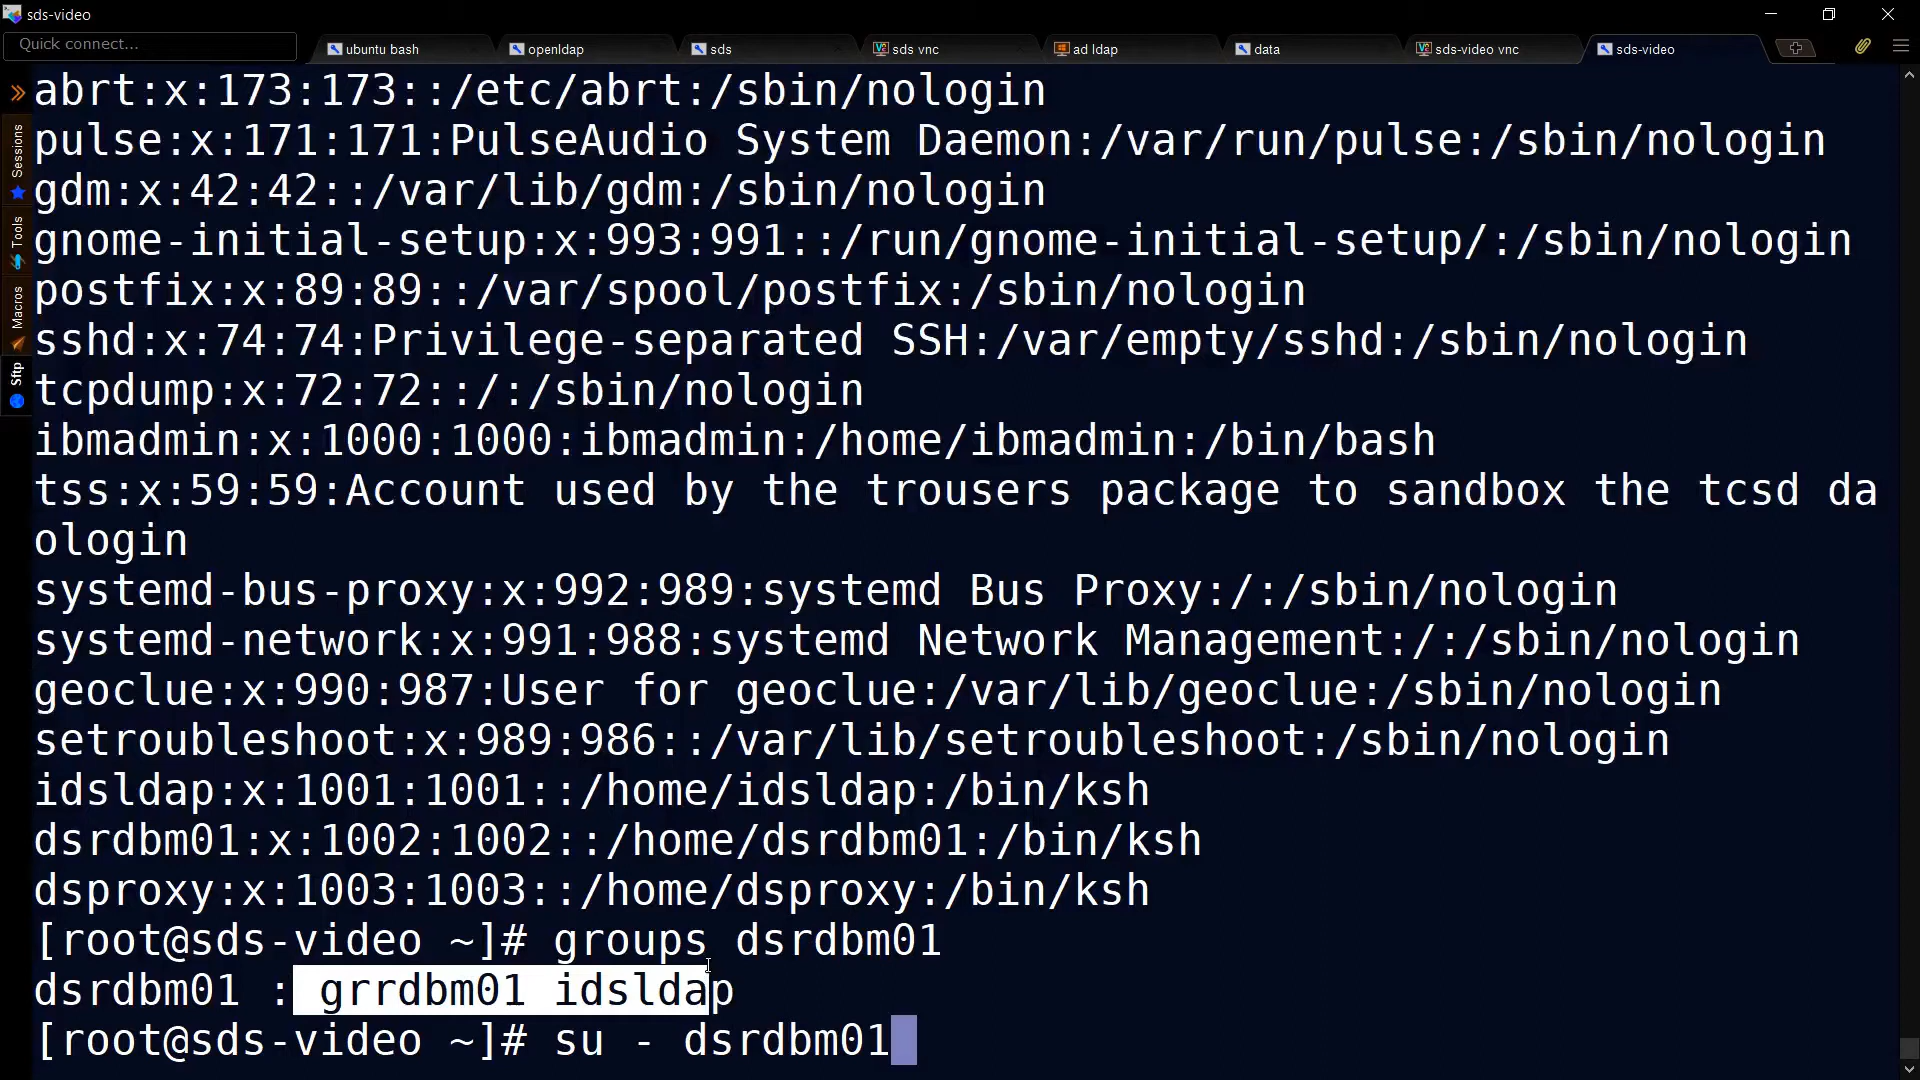 sds-video
Quick connect...
ubuntu bash
openldap
sds
sds vnc
ad ldap
data
sds-video vnc
sds-video
Sessions
Tools
Macros
Sftp
abrt:x:173:173::/etc/abrt:/sbin/nologin
pulse:x:171:171:PulseAudio System Daemon:/var/run/pulse:/sbin/nologin
gdm:x:42:42::/var/lib/gdm:/sbin/nologin
gnome-initial-setup:x:993:991::/run/gnome-initial-setup/:/sbin/nologin
postfix:x:89:89::/var/spool/postfix:/sbin/nologin
sshd:x:74:74:Privilege-separated SSH:/var/empty/sshd:/sbin/nologin
tcpdump:x:72:72::/:/sbin/nologin
ibmadmin:x:1000:1000:ibmadmin:/home/ibmadmin:/bin/bash
tss:x:59:59:Account used by the trousers package to sandbox the tcsd da
ologin
systemd-bus-proxy:x:992:989:systemd Bus Proxy:/:/sbin/nologin
systemd-network:x:991:988:systemd Network Management:/:/sbin/nologin
geoclue:x:990:987:User for geoclue:/var/lib/geoclue:/sbin/nologin
setroubleshoot:x:989:986::/var/lib/setroubleshoot:/sbin/nologin
idsldap:x:1001:1001::/home/idsldap:/bin/ksh
dsrdbm01:x:1002:1002::/home/dsrdbm01:/bin/ksh
dsproxy:x:1003:1003::/home/dsproxy:/bin/ksh
[root@sds-video ~]# groups dsrdbm01
dsrdbm01 : grrdbm01 idsldap
[root@sds-video ~]# su - dsrdbm01